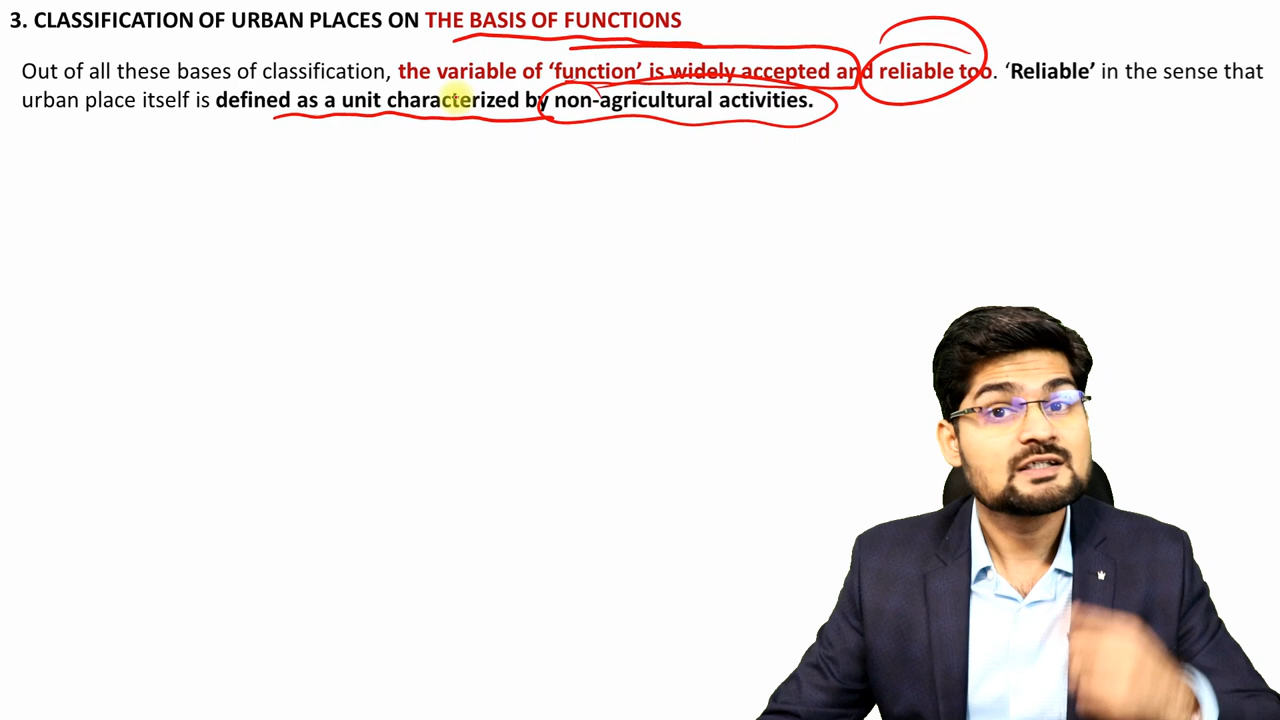 3. CLASSIFICATION OF URBAN PLACES ON THE BASIS OF FUNCTIONS
Out of all these bases of classification, the variable of ‘function’ is widely accepted and reliable too. ‘Reliable’ in the sense that
urban place itself is defined as a unit characterized by non-agricultural activities.